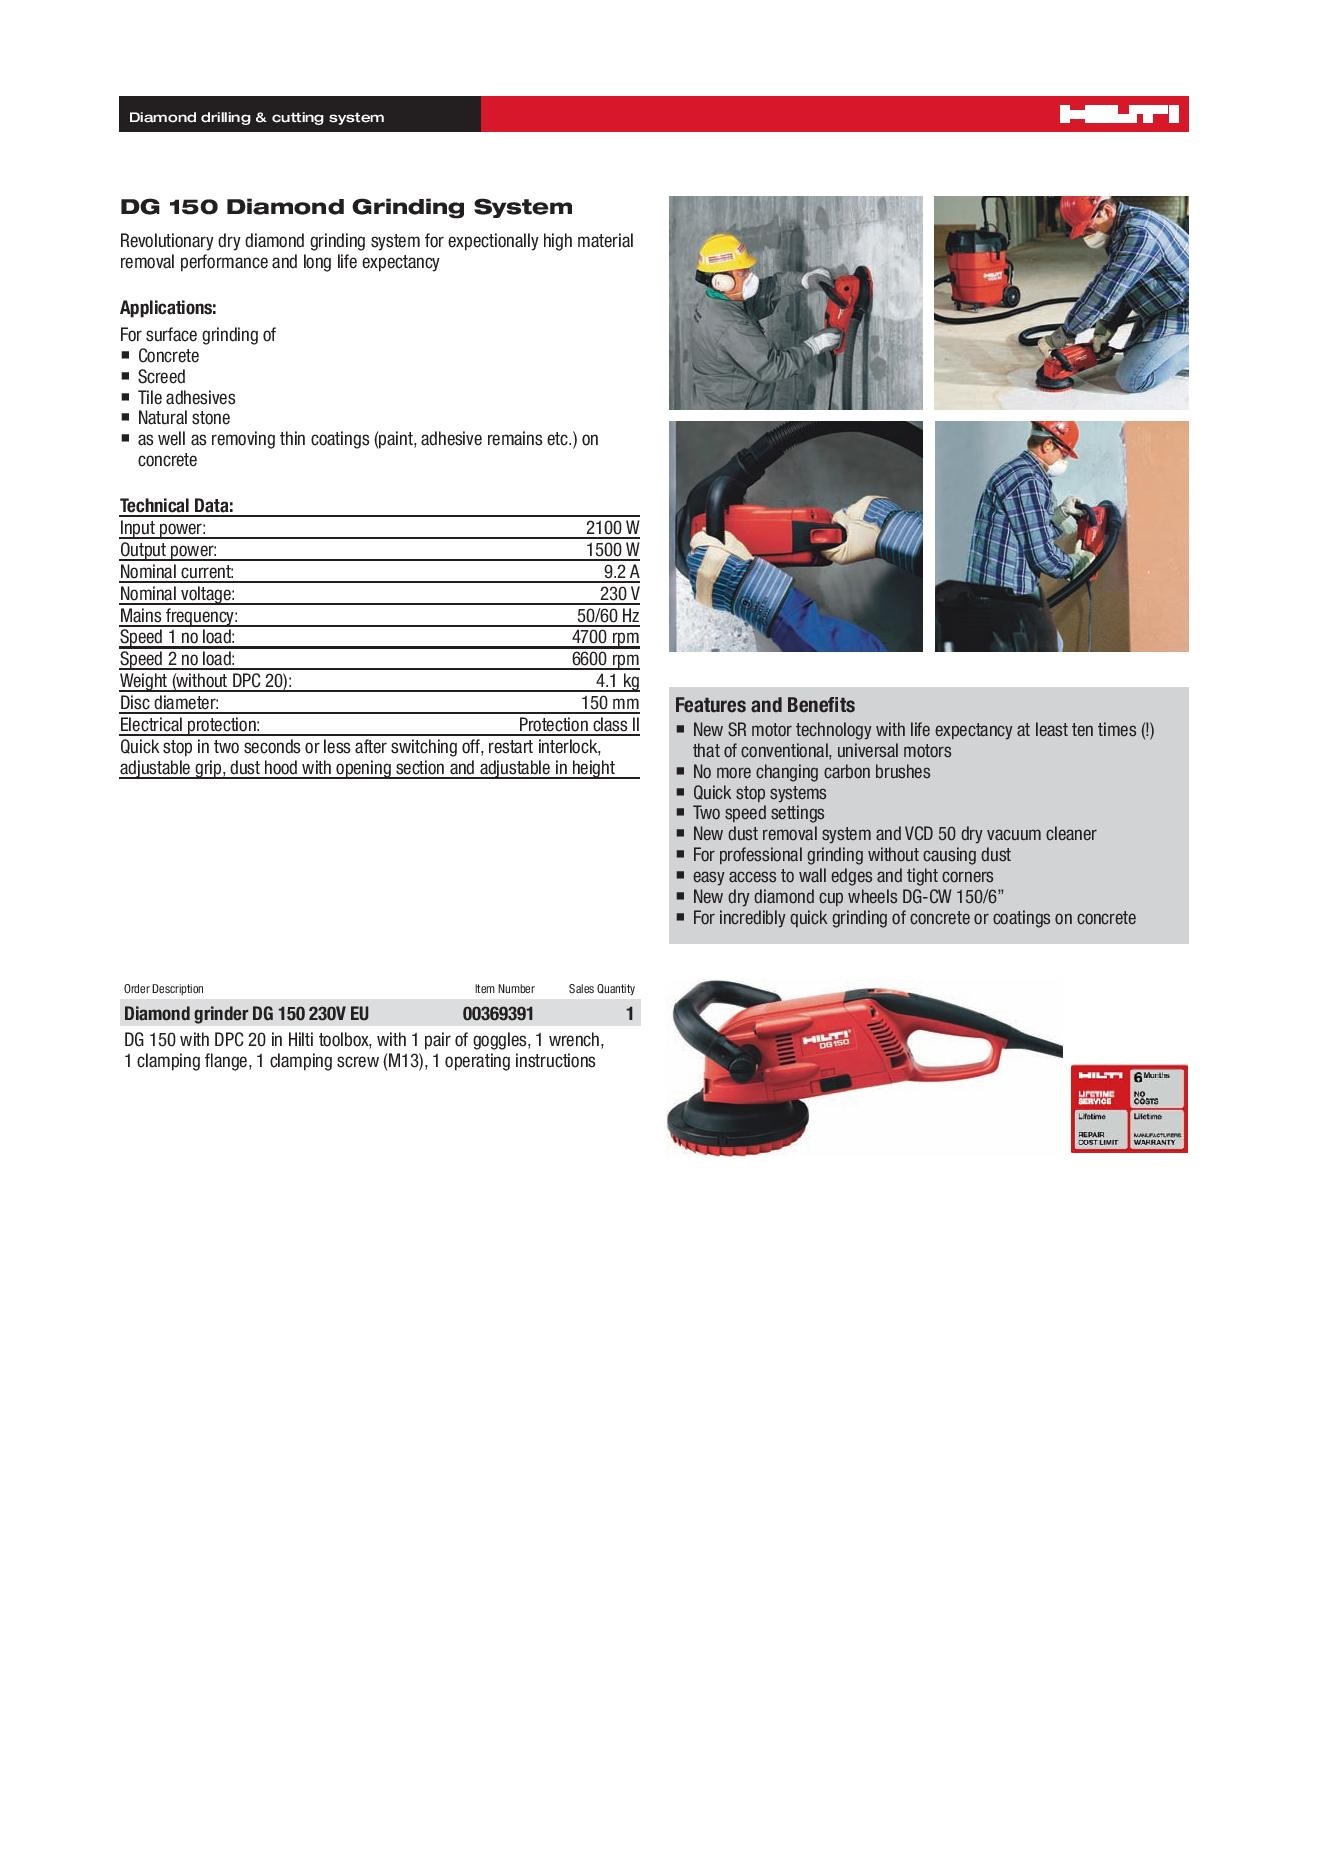 Diamond drilling & cutting system
HILTI
DG 150 Diamond Grinding System
Revolutionary dry diamond grinding system for expectionally high material
removal performance and long life expectancy
Applications:
For surface grinding of
■ Concrete
■ Screed
■ Tile adhesives
■ Natural stone
■ as well as removing thin coatings (paint, adhesive remains etc.) on
concrete
Technical Data:
Input power: 2100 W
Output power: 1500 W
Nominal current: 9.2 A
Nominal voltage: 230 V
Mains frequency: 50/60 Hz
Speed 1 no load: 4700 rpm
Speed 2 no load: 6600 rpm
Weight (without DPC 20): 4.1 kg
Disc diameter: 150 mm
Electrical protection: Protection class II
Quick stop in two seconds or less after switching off, restart interlock,
adjustable grip, dust hood with opening section and adjustable in height
HILTI
Features and Benefits
■ New SR motor technology with life expectancy at least ten times (!)
that of conventional, universal motors
■ No more changing carbon brushes
■ Quick stop systems
■ Two speed settings
■ New dust removal system and VCD 50 dry vacuum cleaner
■ For professional grinding without causing dust
■ easy access to wall edges and tight corners
■ New dry diamond cup wheels DG-CW 150/6”
■ For incredibly quick grinding of concrete or coatings on concrete
Order Description Item Number Sales Quantity
Diamond grinder DG 150 230V EU 00369391 1
DG 150 with DPC 20 in Hilti toolbox, with 1 pair of goggles, 1 wrench,
1 clamping flange, 1 clamping screw (M13), 1 operating instructions
HILTI
DG150
HILTI
LIFETIME
SERVICE
6 Months
NO
COSTS
Lifetime
REPAIR
COST LIMIT
Lifetime
MANUFACTURERS
WARRANTY